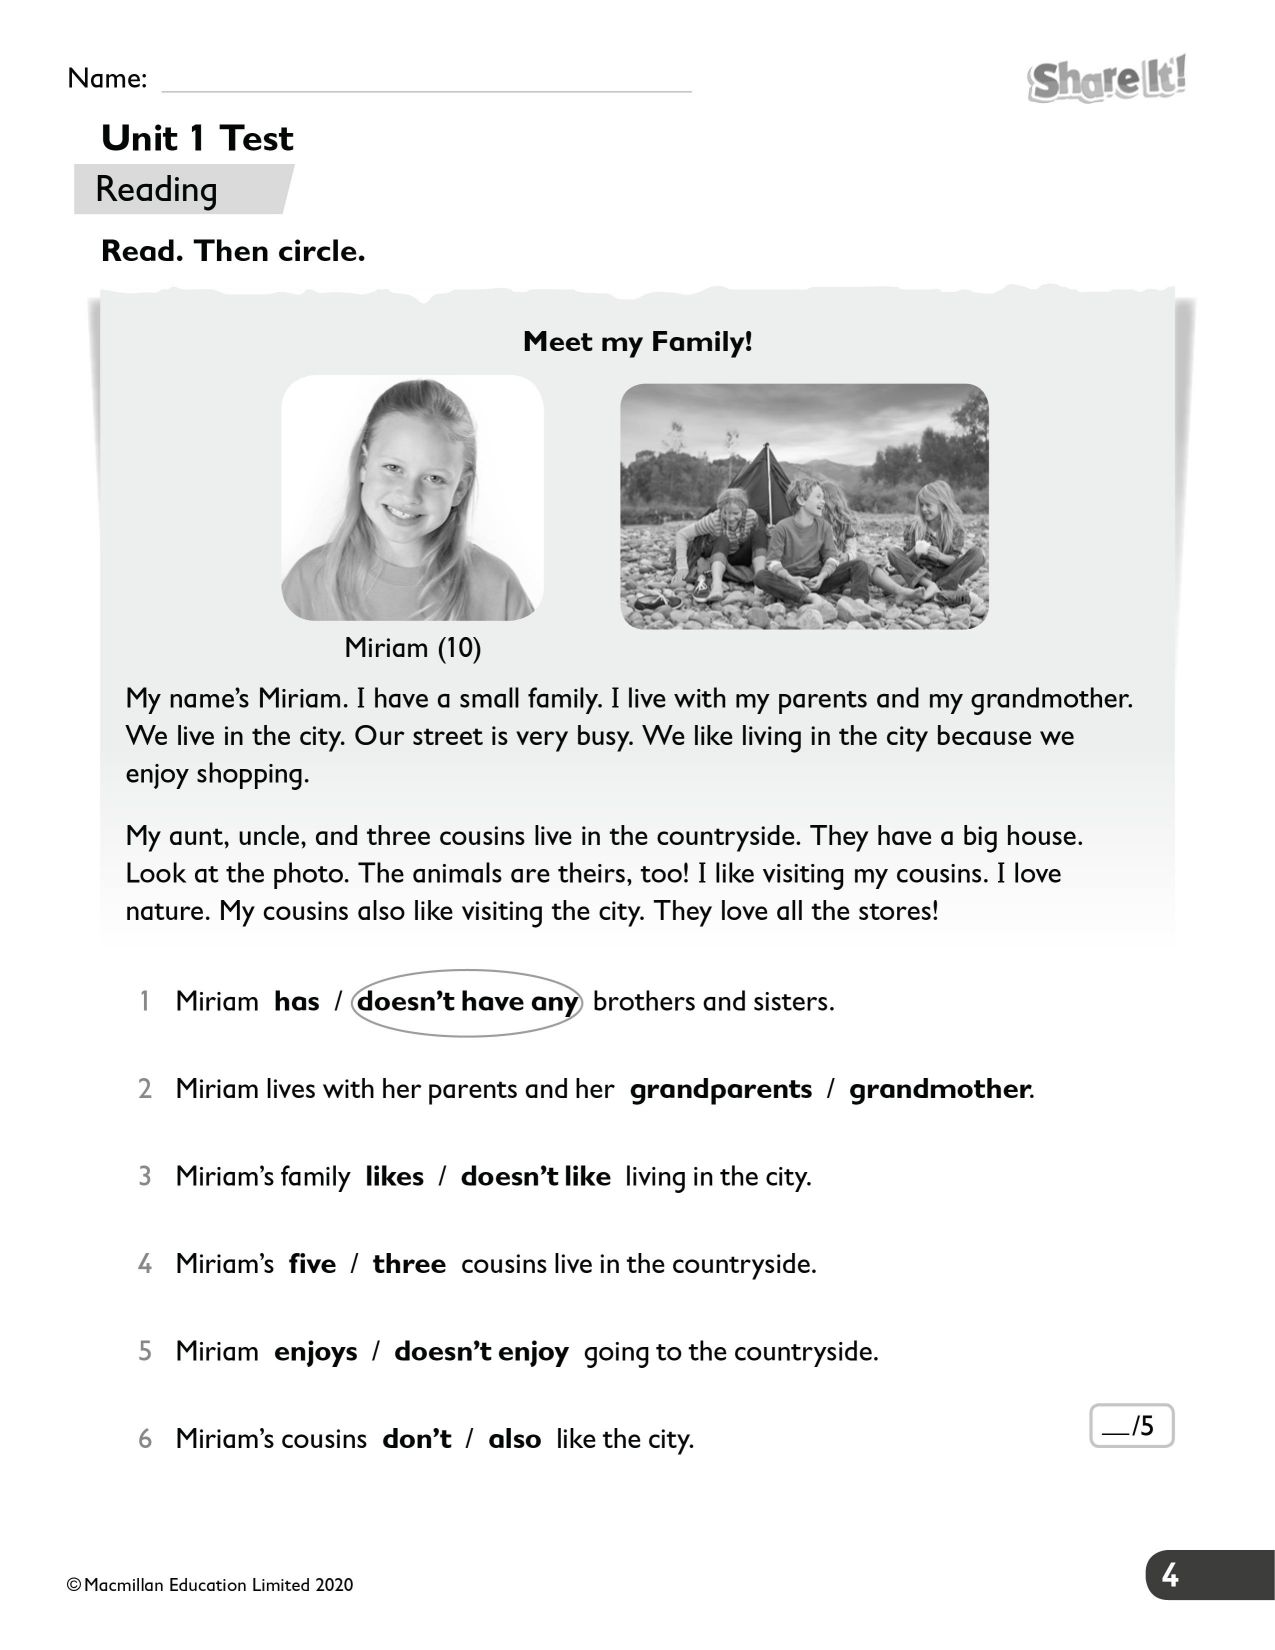 Name:
Share It!
Unit 1 Test
Reading
Read. Then circle.
Meet my Family!
Miriam (10)
My name’s Miriam. I have a small family. I live with my parents and my grandmother.
We live in the city. Our street is very busy. We like living in the city because we
enjoy shopping.
My aunt, uncle, and three cousins live in the countryside. They have a big house.
Look at the photo. The animals are theirs, too! I like visiting my cousins. I love
nature. My cousins also like visiting the city. They love all the stores!
1 Miriam has / doesn’t have any brothers and sisters.
2 Miriam lives with her parents and her grandparents / grandmother.
3 Miriam’s family likes / doesn’t like living in the city.
4 Miriam’s five / three cousins live in the countryside.
5 Miriam enjoys / doesn’t enjoy going to the countryside.
6 Miriam’s cousins don’t / also like the city.
__/5
©Macmillan Education Limited 2020
4